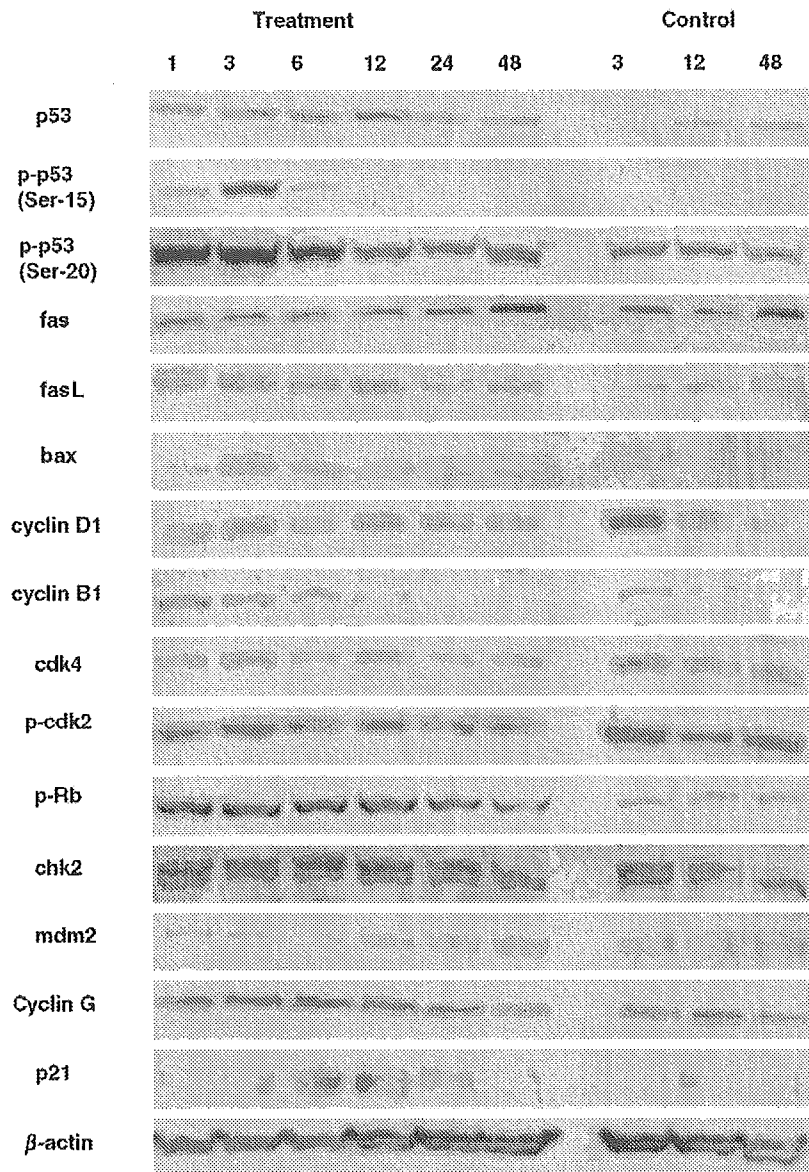 Treatment Control
1 3 6 12 24 48 3 12 48
p53
p-p53
(Ser-15)
p-p53
(Ser-20)
fas
fasL
bax
cyclin D1
cyclin B1
cdk4
p-cdk2
p-Rb
chk2
mdm2
Cyclin G
p21
β-actin